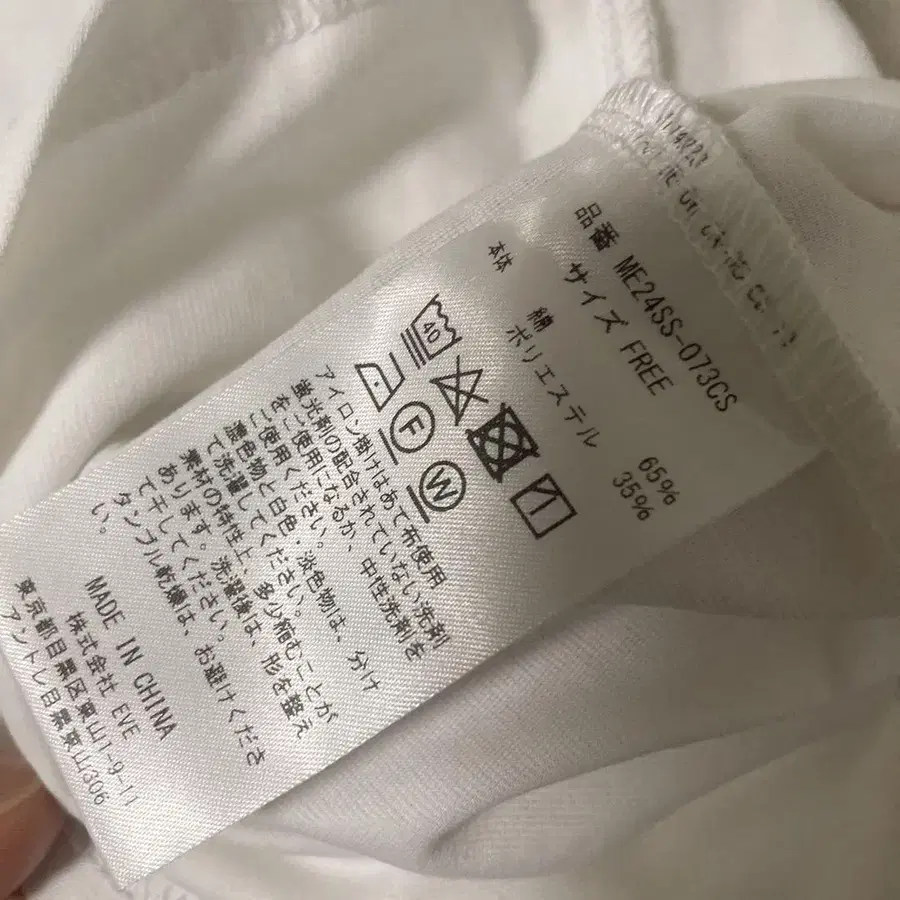 品番 ME24SS-073CS
サイズ FREE
本体 綿 65%
ポリエステル 35%
40
F
W
アイロン掛けはあて布使用
蛍光剤の配合されていない洗剤
をご使用になるか、中性洗剤を
ご使用ください。
濃色物と白色・淡色物は、分け
て洗濯してください。
素材の特性上、多少縮むことが
あります。洗濯後は、形を整え
て干してください。
タンブル乾燥は、お避けくださ
い。
MADE IN CHINA
株式会社 EVE
東京都目黒区東山1-9-11
アントレ目黒東山306